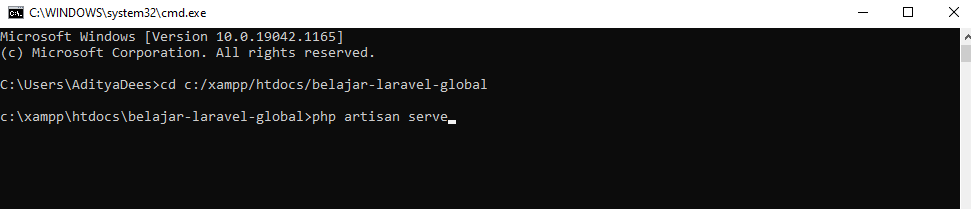 C:\WINDOWS\system32\cmd.exe
Microsoft Windows [Version 10.0.19042.1165]
(c) Microsoft Corporation. All rights reserved.
C:\Users\AdityaDees>cd c:/xampp/htdocs/belajar-laravel-global
c:\xampp\htdocs\belajar-laravel-global>php artisan serve